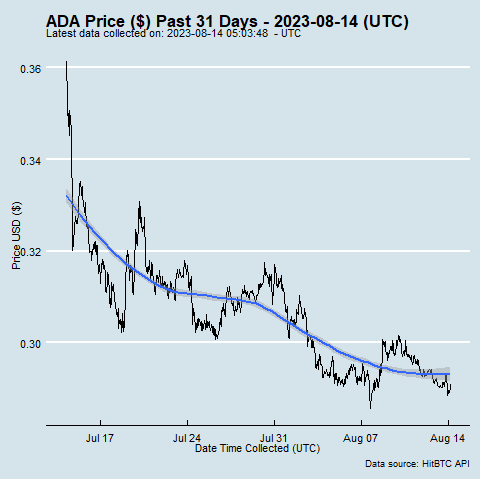 ADA Price ($) Past 31 Days - 2023-08-14 (UTC)
Latest data collected on: 2023-08-14 05:03:48 - UTC
0.36
0.34
0.32
0.30
Price USD ($)
Jul 17 Jul 24 Jul 31 Aug 07 Aug 14
Date Time Collected (UTC)
Data source: HitBTC API